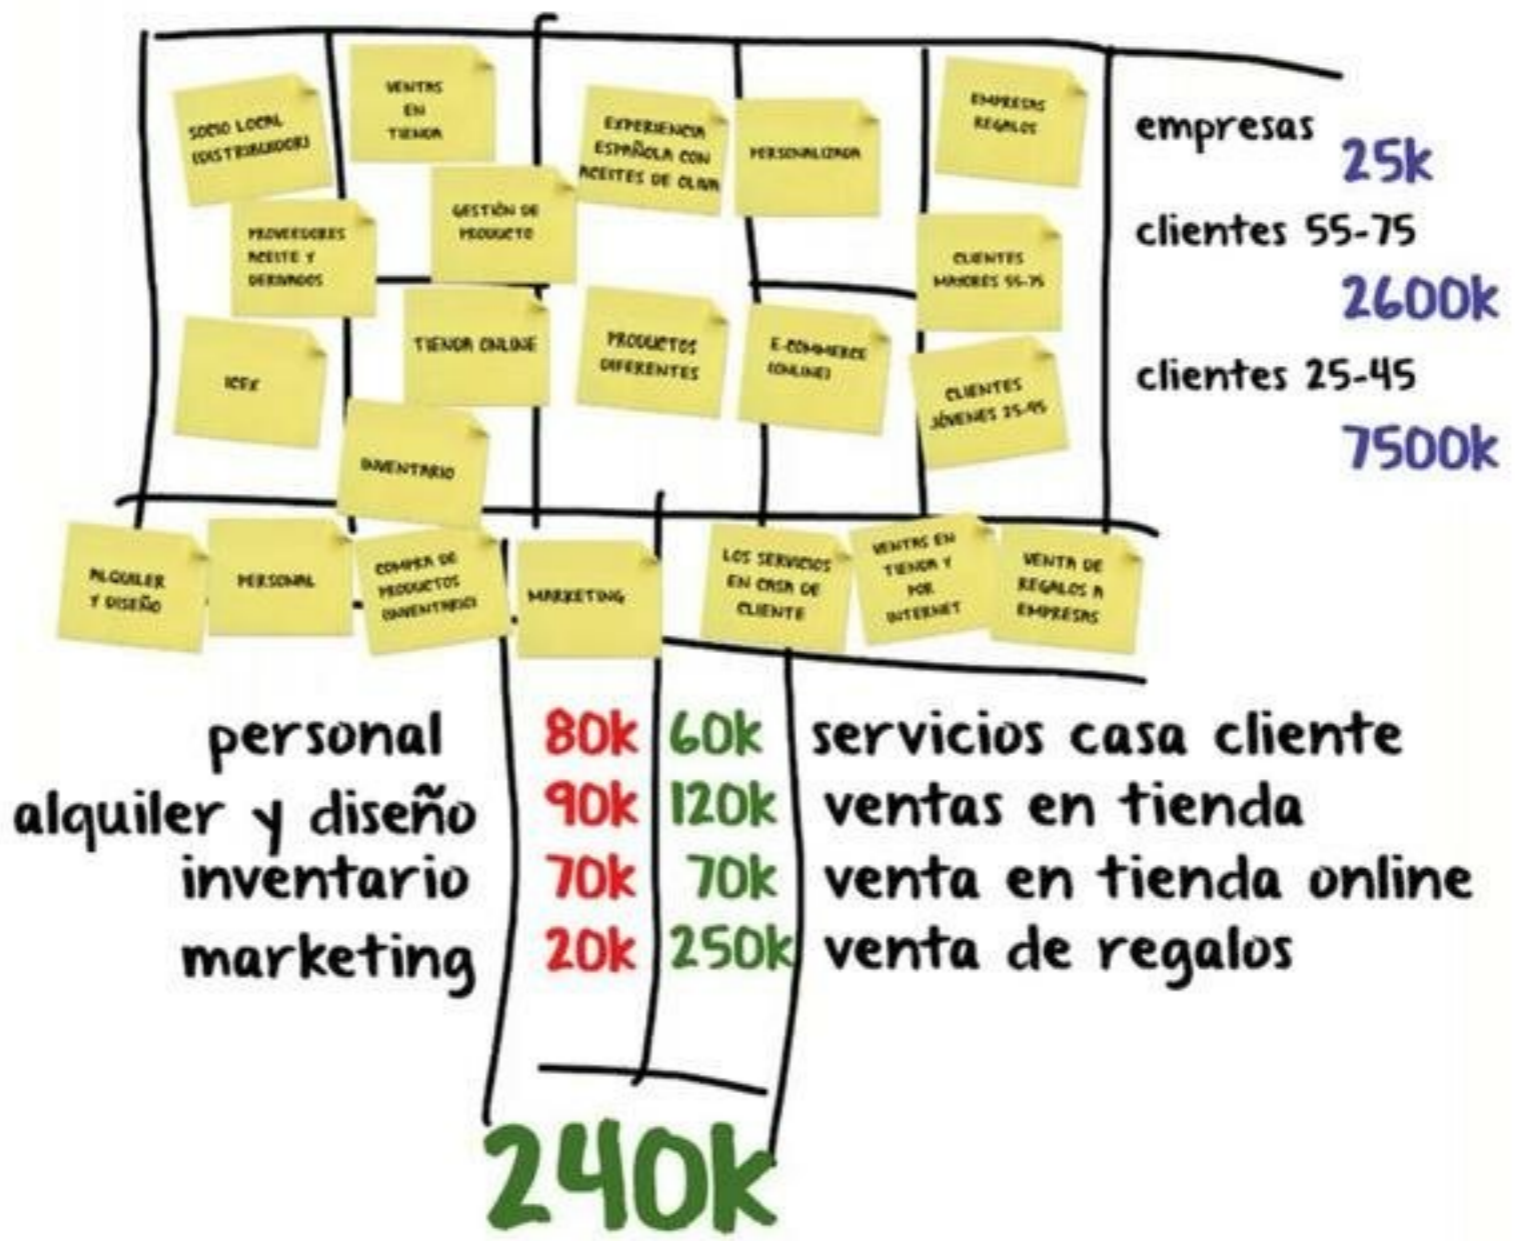 SOCIO LOCAL
(DISTRIBUIDOR)
PROVEEDORES
ACEITE Y
DERIVADOS
ICEX
VENTAS
EN
TIENDA
GESTIÓN DE
PRODUCTO
TIENDA ONLINE
INVENTARIO
EXPERIENCIA
ESPAÑOLA CON
ACEITES DE OLIVA
PRODUCTOS
DIFERENTES
PERSONALIZADA
E-COMMERCE
(ONLINE)
EMPRESAS
REGALOS
CLIENTES
MAYORES 55-75
CLIENTES
JÓVENES 25-45
empresas
25k
clientes 55-75
2600k
clientes 25-45
7500k
ALQUILER
Y DISEÑO
PERSONAL
COMPRA DE
PRODUCTOS
(INVENTARIO)
MARKETING
LOS SERVICIOS
EN CASA DE
CLIENTE
VENTAS EN
TIENDA Y
POR
INTERNET
VENTA DE
REGALOS A
EMPRESAS
personal 80k 60k servicios casa cliente
alquiler y diseño 90k 120k ventas en tienda
inventario 70k 70k venta en tienda online
marketing 20k 250k venta de regalos
240k